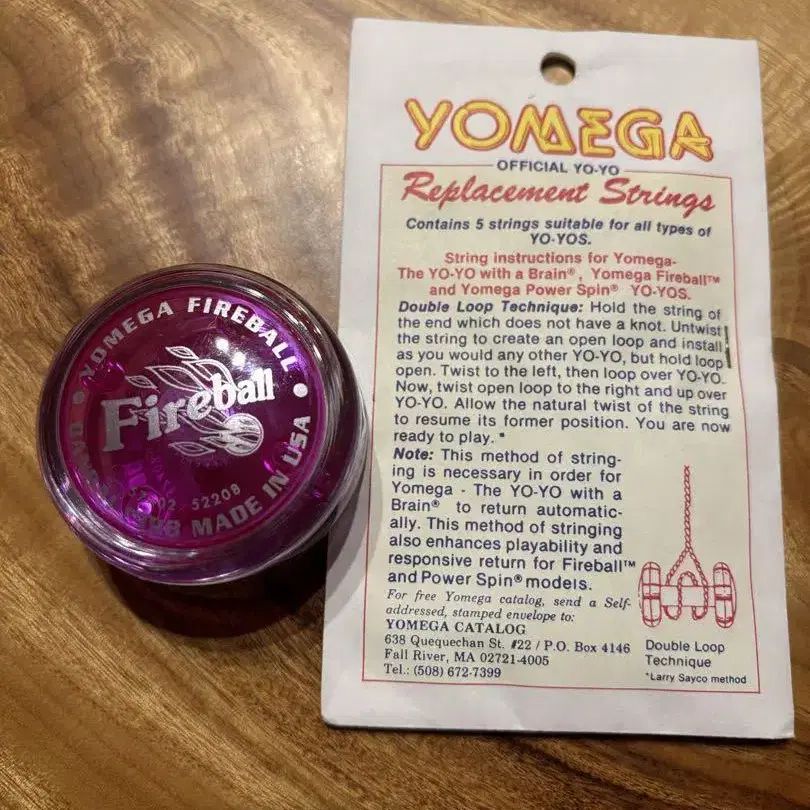 YOMEGA FIREBALL
Fireball
52208
MADE IN USA
YOMEGA
OFFICIAL YO-YO
Replacement Strings
Contains 5 strings suitable for all types of
YO-YOS.
String instructions for Yomega-
The YO-YO with a Brain®, Yomega Fireball™
and Yomega Power Spin® YO-YOS.
Double Loop Technique: Hold the string of
the end which does not have a knot. Untwist
the string to create an open loop and install
as you would any other YO-YO, but hold loop
open. Twist to the left, then loop over YO-YO.
Now, twist open loop to the right and up over
YO-YO. Allow the natural twist of the string
to resume its former position. You are now
ready to play.*
Note: This method of string-
ing is necessary in order for
Yomega - The YO-YO with a
Brain® to return automatic-
ally. This method of stringing
also enhances playability and
responsive return for Fireball™
and Power Spin® models.
For free Yomega catalog, send a Self-
addressed, stamped envelope to:
YOMEGA CATALOG
638 Quequechan St. #22 / P.O. Box 4146
Fall River, MA 02721-4005
Tel.: (508) 672-7399
Double Loop
Technique
*Larry Sayco method